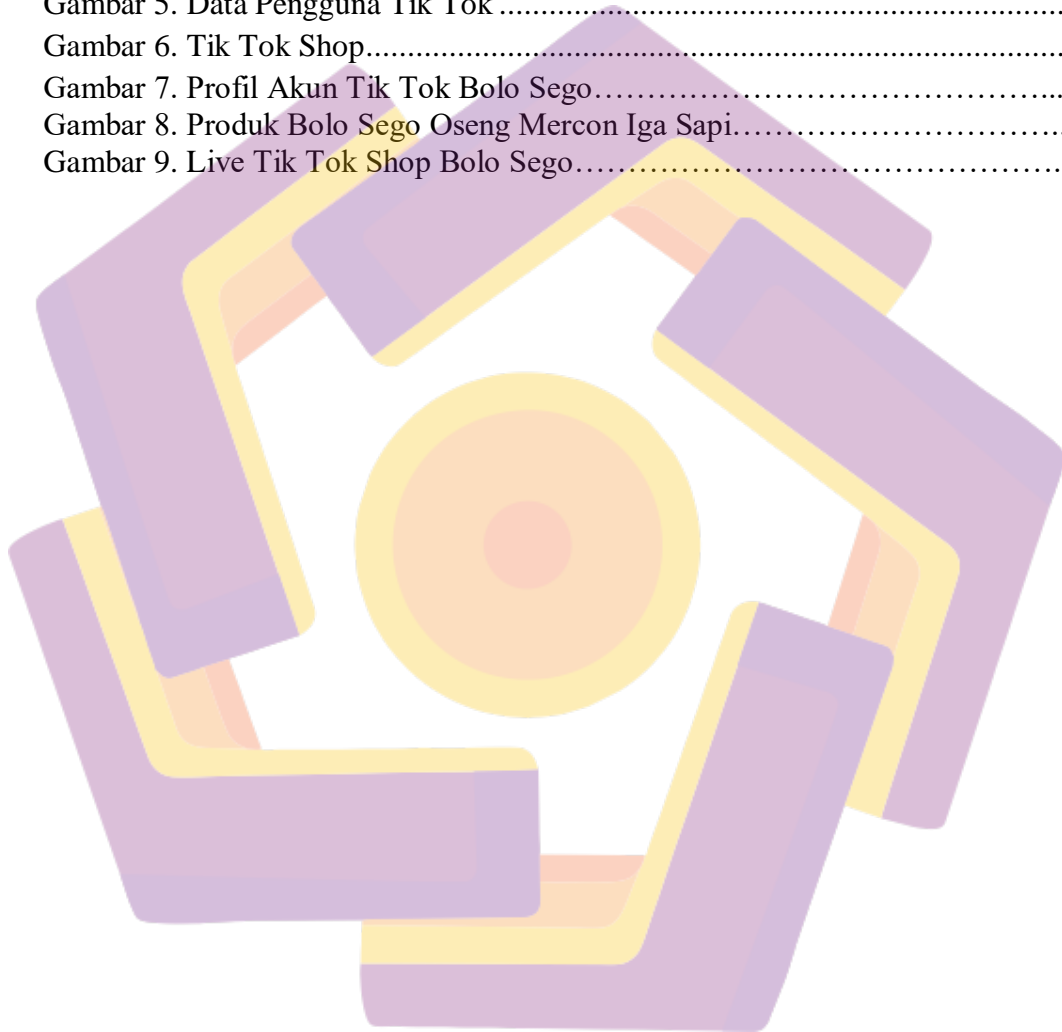 Gambar 5. Data Pengguna Tik Tok ......................................................................
Gambar 6. Tik Tok Shop.......................................................................................
Gambar 7. Profil Akun Tik Tok Bolo Sego…………………………………………...
Gambar 8. Produk Bolo Sego Oseng Mercon Iga Sapi……………………………..
Gambar 9. Live Tik Tok Shop Bolo Sego……………………………………………..